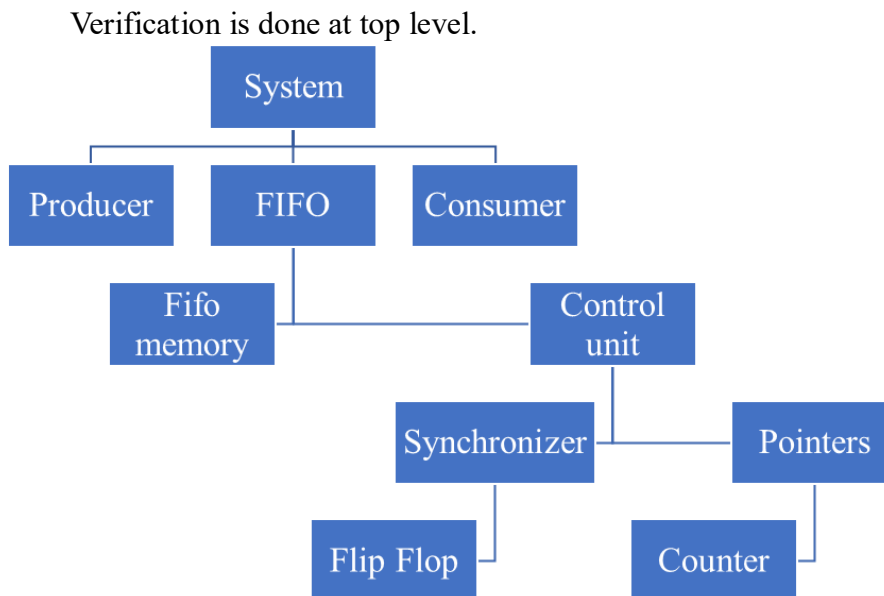 Verification is done at top level.
System
Producer
FIFO
Consumer
Fifo
memory
Control
unit
Synchronizer
Pointers
Flip Flop
Counter